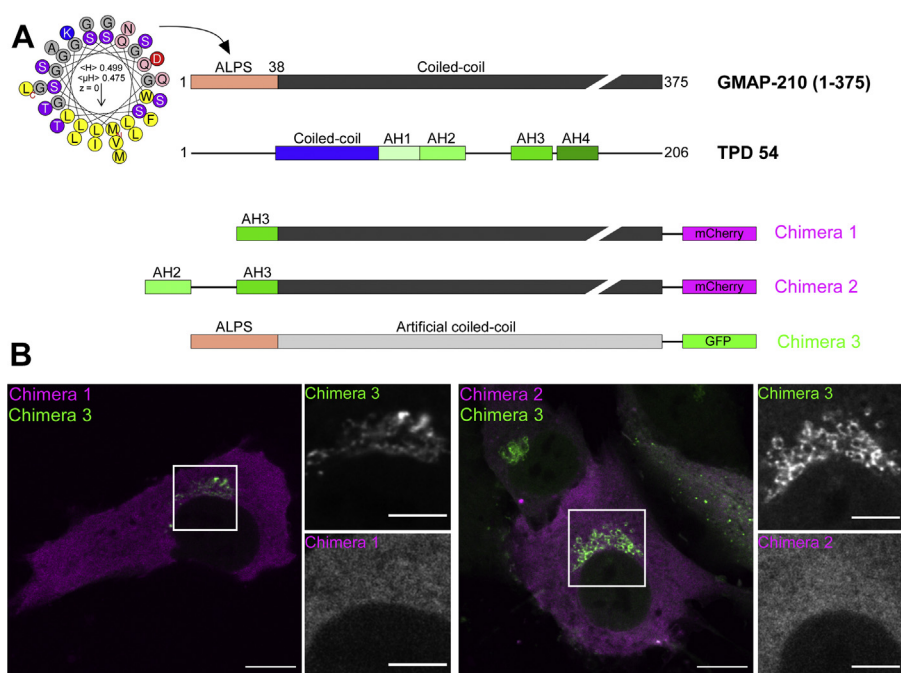 A
K G G N
A G G S S Q S
S G G Q D
S G <H> 0.499 G Q
L G S <μH> 0.475 G W
T G z = 0 S S
T L L L M L L F
L I V L
M
ALPS 38 Coiled-coil
1 375 GMAP-210 (1-375)
Coiled-coil AH1 AH2 AH3 AH4
1 206 TPD 54
AH3
mCherry Chimera 1
AH2 AH3
mCherry Chimera 2
ALPS Artificial coiled-coil
GFP Chimera 3
B
Chimera 1
Chimera 3
Chimera 3
Chimera 1
Chimera 2
Chimera 3
Chimera 3
Chimera 2